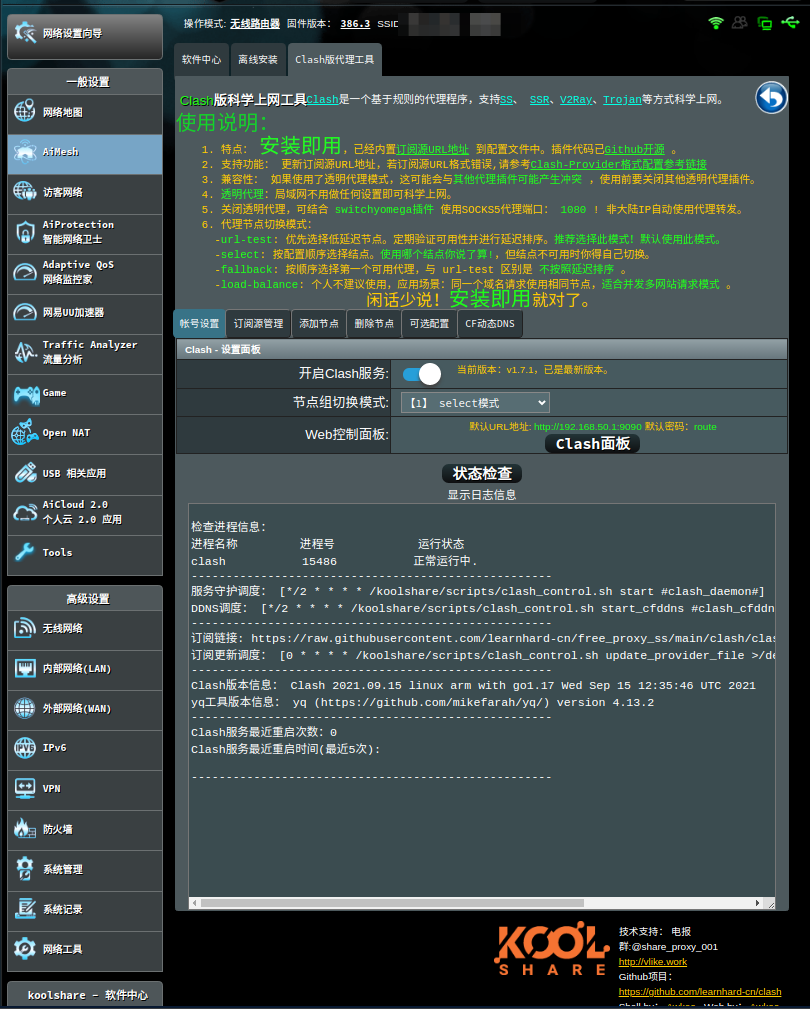 操作模式: 无线路由器 固件版本: 386.3 SSID
网络设置向导
一般设置
网络地图
AiMesh
访客网络
AiProtection
智能网络卫士
Adaptive QoS
网络监控家
网易UU加速器
Traffic Analyzer
流量分析
Game
Open NAT
USB 相关应用
AiCloud 2.0
个人云 2.0 应用
Tools
高级设置
无线网络
内部网络(LAN)
外部网络(WAN)
IPv6
VPN
防火墙
系统管理
系统记录
网络工具
koolshare - 软件中心
软件中心 离线安装 Clash版代理工具
Clash版科学上网工具Clash是一个基于规则的代理程序，支持SS、 SSR、V2Ray、Trojan等方式科学上网。
使用说明：
1. 特点： 安装即用，已经内置订阅源URL地址 到配置文件中。插件代码已Github开源 。
2. 支持功能： 更新订阅源URL地址，若订阅源URL格式错误,请参考Clash-Provider格式配置参考链接
3. 兼容性： 如果使用了透明代理模式，这可能会与其他代理插件可能产生冲突 ，使用前要关闭其他透明代理插件。
4. 透明代理：局域网不用做任何设置即可科学上网。
5. 关闭透明代理，可结合 switchyomega插件 使用SOCKS5代理端口： 1080 ! 非大陆IP自动使用代理转发。
6. 代理节点切换模式：
-url-test: 优先选择低延迟节点。定期验证可用性并进行延迟排序。推荐选择此模式！默认使用此模式。
-select: 按配置顺序选择结点。使用哪个结点你说了算!，但结点不可用时你得自己切换。
-fallback: 按顺序选择第一个可用代理，与 url-test 区别是 不按照延迟排序 。
-load-balance: 个人不建议使用，应用场景：同一个域名请求使用相同节点，适合并发多网站请求模式 。
闲话少说！安装即用就对了。
帐号设置 订阅源管理 添加节点 删除节点 可选配置 CF动态DNS
Clash - 设置面板
开启Clash服务: 当前版本：v1.7.1，已是最新版本。
节点组切换模式: 【1】 select模式
Web控制面板: 默认URL地址: http://192.168.50.1:9090 默认密码：route
Clash面板
状态检查
显示日志信息
检查进程信息：
进程名称 进程号 运行状态
clash 15486 正常运行中.
----------------------------------------------------
服务守护调度： [*/2 * * * * /koolshare/scripts/clash_control.sh start #clash_daemon#]
DDNS调度： [*/2 * * * * /koolshare/scripts/clash_control.sh start_cfddns #clash_cfddn
----------------------------------------------------
订阅链接: https://raw.githubusercontent.com/learnhard-cn/free_proxy_ss/main/clash/clas
订阅更新调度： [0 * * * * /koolshare/scripts/clash_control.sh update_provider_file >/de
----------------------------------------------------
Clash版本信息： Clash 2021.09.15 linux arm with go1.17 Wed Sep 15 12:35:46 UTC 2021
yq工具版本信息： yq (https://github.com/mikefarah/yq/) version 4.13.2
----------------------------------------------------
Clash服务最近重启次数：0
Clash服务最近重启时间(最近5次):
----------------------------------------------------
KOOL
SHARE
技术支持： 电报
群:@share_proxy_001
http://vlike.work
Github项目：
https://github.com/learnhard-cn/clash